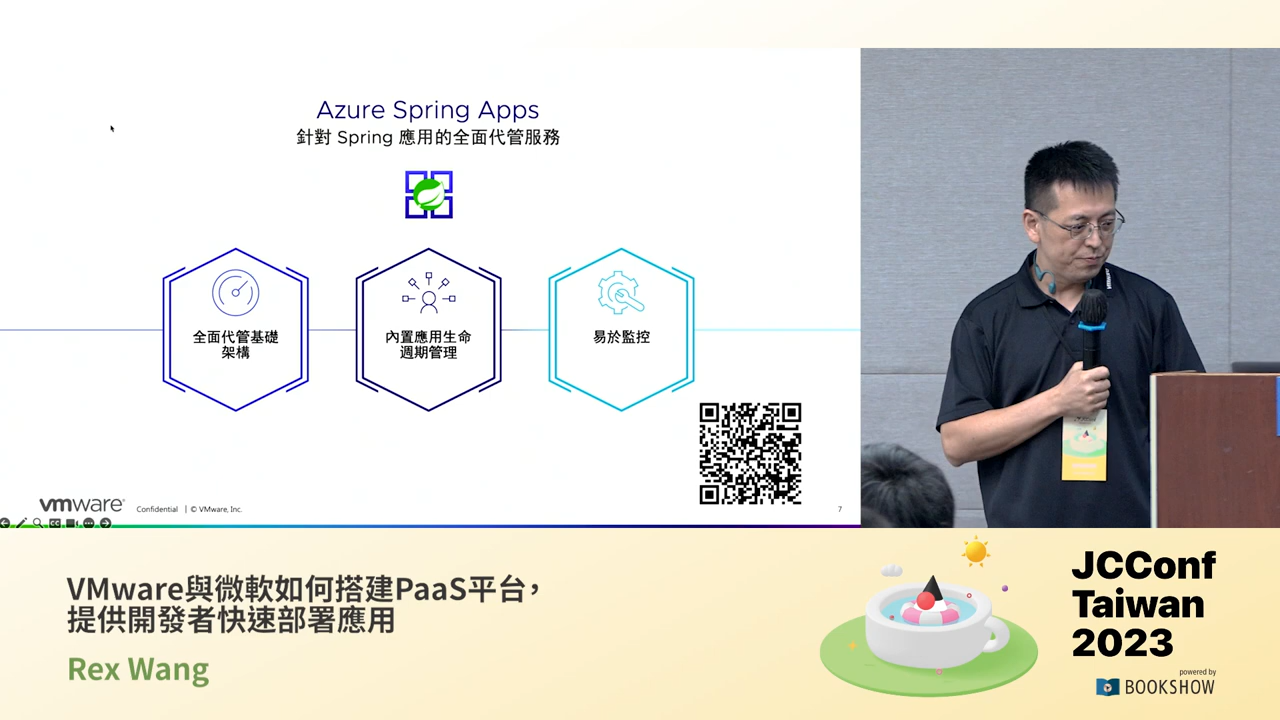 Azure Spring Apps
針對 Spring 應用的全面代管服務
全面代管基礎
架構
內置應用生命
週期管理
易於監控
vmware®
Confidential | © VMware, Inc.
7
VMware與微軟如何搭建PaaS平台，
提供開發者快速部署應用
Rex Wang
JCConf
Taiwan
2023
powered by
BOOKSHOW